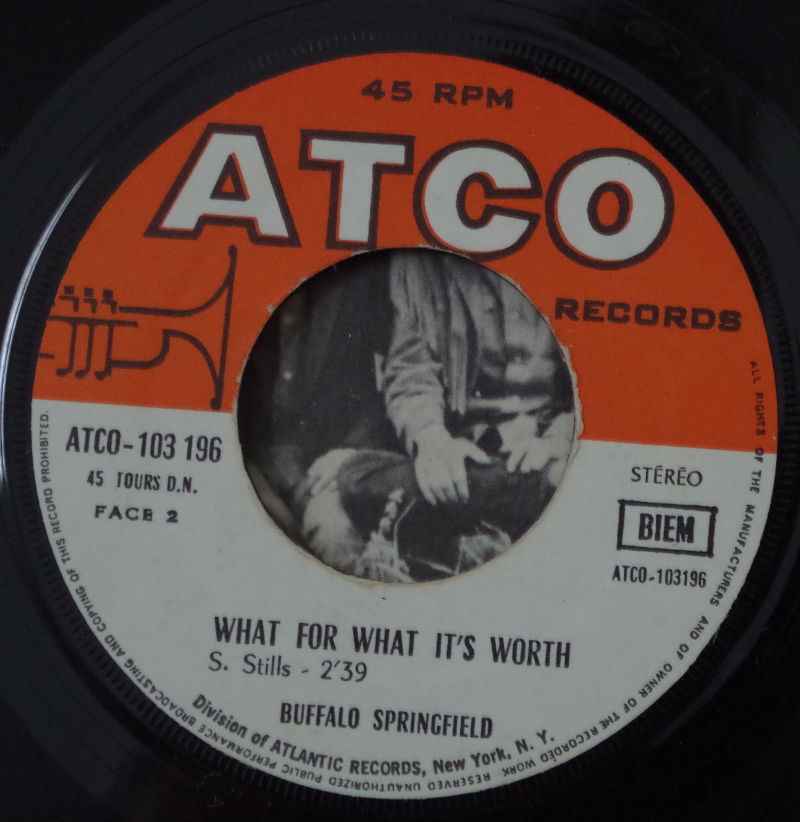 45 RPM
ATCO
RECORDS
ATCO-103 196
45 TOURS D.N.
FACE 2
STÉRÉO
BIEM
ATCO-103196
WHAT FOR WHAT IT'S WORTH
S. Stills - 2'39
BUFFALO SPRINGFIELD
Division of ATLANTIC RECORDS, New York, N. Y.
ALL RIGHTS OF THE MANUFACTURERS AND OF OWNER OF THE RECORDED WORK RESERVED UNAUTHORIZED PUBLIC PERFORMANCE BROADCASTING AND COPYING OF THIS RECORD PROHIBITED.